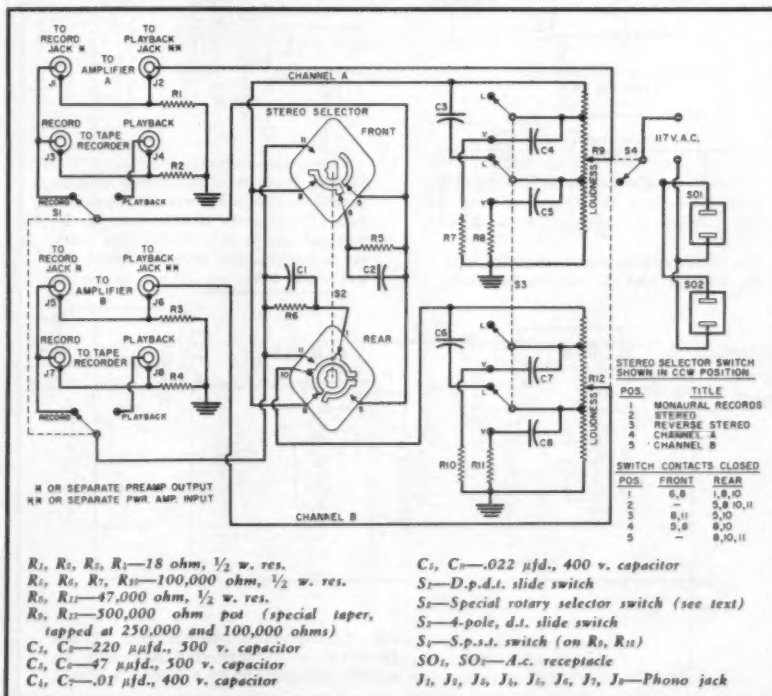 TO RECORD JACK *
TO PLAYBACK JACK **
TO AMPLIFIER A
J1
J2
R1
RECORD
PLAYBACK
TO TAPE RECORDER
J3
J4
R2
RECORD
PLAYBACK
S1
TO RECORD JACK *
TO PLAYBACK JACK **
TO AMPLIFIER B
J5
J6
R3
RECORD
PLAYBACK
TO TAPE RECORDER
J7
J8
R4
RECORD
PLAYBACK
* OR SEPARATE PREAMP OUTPUT
** OR SEPARATE PWR. AMP. INPUT
CHANNEL A
STEREO SELECTOR
FRONT
11
8
6
5
R5
C1
C2
R6
S2
1
11
10
REAR
8
5
CHANNEL B
L
C3
V
C4
L
R9
LOUDNESS
V
C5
R7
R8
S3
L
C6
V
C7
L
R12
LOUDNESS
V
C8
R10
R11
117 V. A.C.
S4
SO1
SO2
STEREO SELECTOR SWITCH
SHOWN IN CCW POSITION
POS. TITLE
1 MONAURAL RECORDS
2 STEREO
3 REVERSE STEREO
4 CHANNEL A
5 CHANNEL B
SWITCH CONTACTS CLOSED
POS. FRONT REAR
1 6,8 1,8,10
2 - 5,8 10,11
3 8,11 5,10
4 5,8 8,10
5 - 8,10,11
R1, R2, R3, R4—18 ohm, 1/2 w. res.
R5, R6, R7, R10—100,000 ohm, 1/2 w. res.
R8, R11—47,000 ohm, 1/2 w. res.
R9, R12—500,000 ohm pot (special taper,
tapped at 250,000 and 100,000 ohms)
C1, C2—220 μμfd., 500 v. capacitor
C3, C6—47 μμfd., 500 v. capacitor
C4, C7—.01 μfd., 400 v. capacitor
C5, C8—.022 μfd., 400 v. capacitor
S1—D.p.d.t. slide switch
S2—Special rotary selector switch (see text)
S3—4-pole, d.t. slide switch
S4—S.p.s.t. switch (on R9, R12)
SO1, SO2—A.c. receptacle
J1, J2, J3, J4, J5, J6, J7, J8—Phono jack